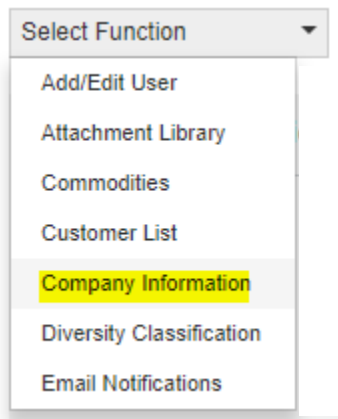 Select Function
Add/Edit User
Attachment Library
Commodities
Customer List
Company Information
Diversity Classification
Email Notifications